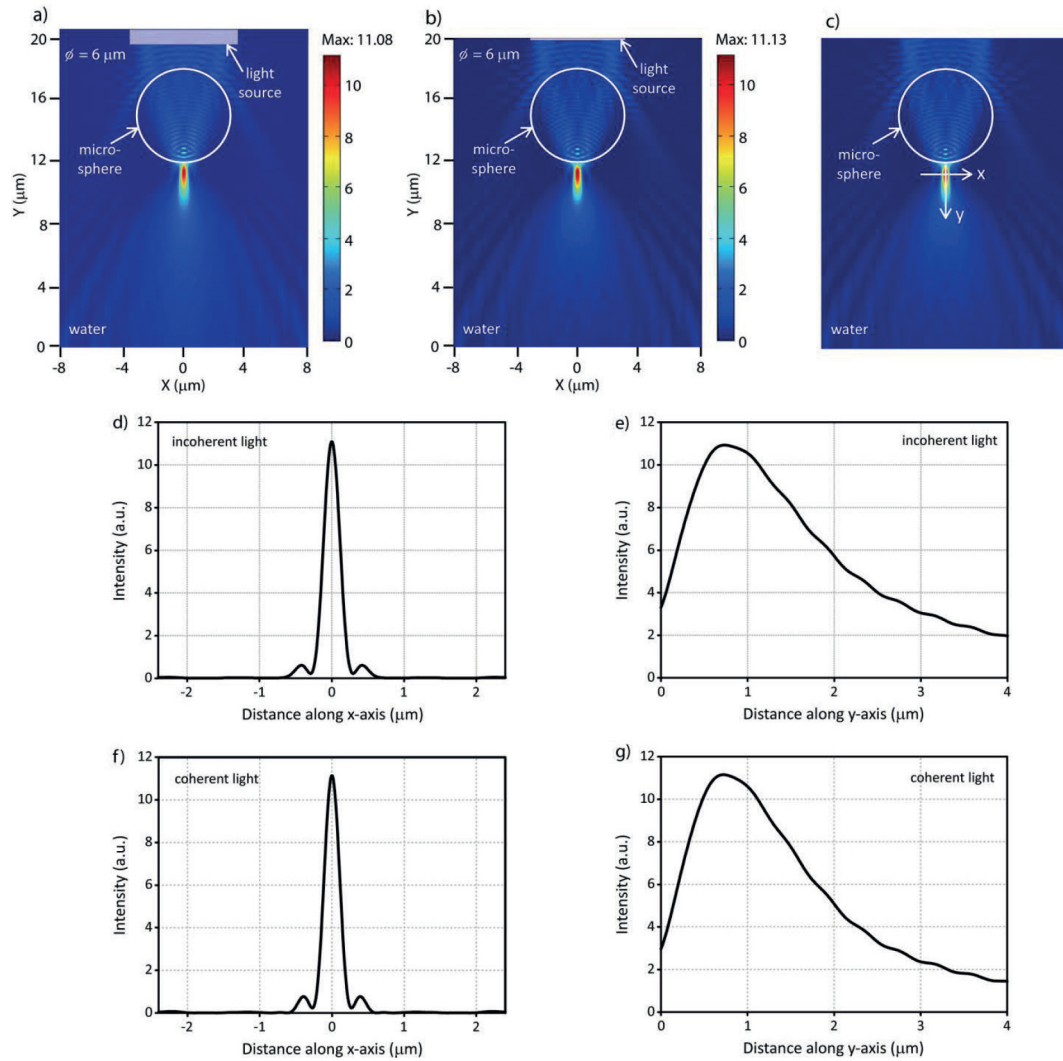 a)
Max: 11.08
ϕ = 6 μm
light
source
micro-
sphere
water
20
16
12
8
4
0
Y (μm)
-8
-4
0
4
8
X (μm)
10
8
6
4
2
0
b)
Max: 11.13
ϕ = 6 μm
light
source
micro-
sphere
water
20
16
12
8
4
0
Y (μm)
-8
-4
0
4
8
X (μm)
10
8
6
4
2
0
c)
micro-
sphere
x
y
water
d)
incoherent light
12
10
8
6
4
2
0
Intensity (a.u.)
-2
-1
0
1
2
Distance along x-axis (μm)
e)
incoherent light
12
10
8
6
4
2
0
Intensity (a.u.)
0
1
2
3
4
Distance along y-axis (μm)
f)
coherent light
12
10
8
6
4
2
0
Intensity (a.u.)
-2
-1
0
1
2
Distance along x-axis (μm)
g)
coherent light
12
10
8
6
4
2
0
Intensity (a.u.)
0
1
2
3
4
Distance along y-axis (μm)